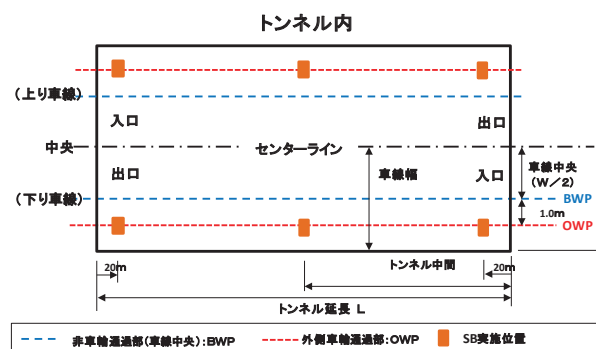 トンネル内
(上り車線)
入口
出口
中央
センターライン
車線中央
(W/2)
出口
車線幅
入口
(下り車線)
BWP
1.0m
OWP
20m
トンネル中間
20m
トンネル延長 L
非車輪通過部(車線中央):BWP
外側車輪通過部:OWP
SB実施位置